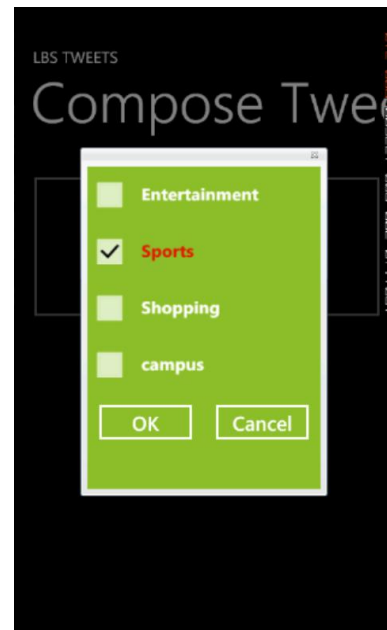 LBS TWEETS
Compose Twe
Entertainment
Sports
Shopping
campus
OK Cancel